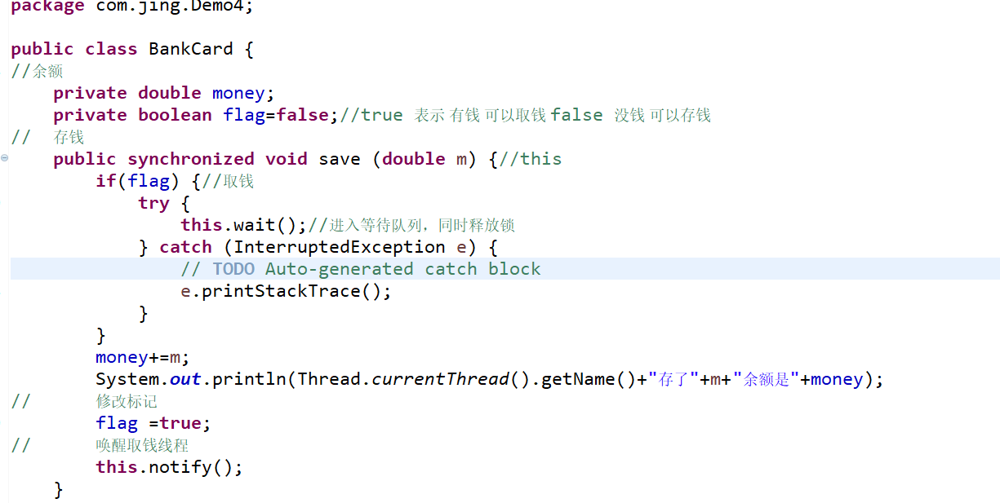 package com.jing.Demo4;
public class BankCard {
//余额
private double money;
private boolean flag=false;//true 表示 有钱 可以取钱 false 没钱 可以存钱
// 存钱
public synchronized void save (double m) {//this
if(flag) {//取钱
try {
this.wait();//进入等待队列，同时释放锁
} catch (InterruptedException e) {
// TODO Auto-generated catch block
e.printStackTrace();
}
}
money+=m;
System.out.println(Thread.currentThread().getName()+"存了"+m+"余额是"+money);
// 修改标记
flag =true;
// 唤醒取钱线程
this.notify();
}